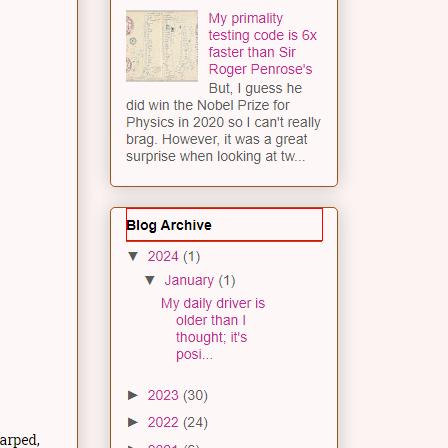 My primality
testing code is 6x
faster than Sir
Roger Penrose's
But, I guess he
did win the Nobel Prize for
Physics in 2020 so I can't really
brag. However, it was a great
surprise when looking at tw...
Blog Archive
▼ 2024 (1)
▼ January (1)
My daily driver is
older than I
thought; it's
posi...
► 2023 (30)
► 2022 (24)
arped,